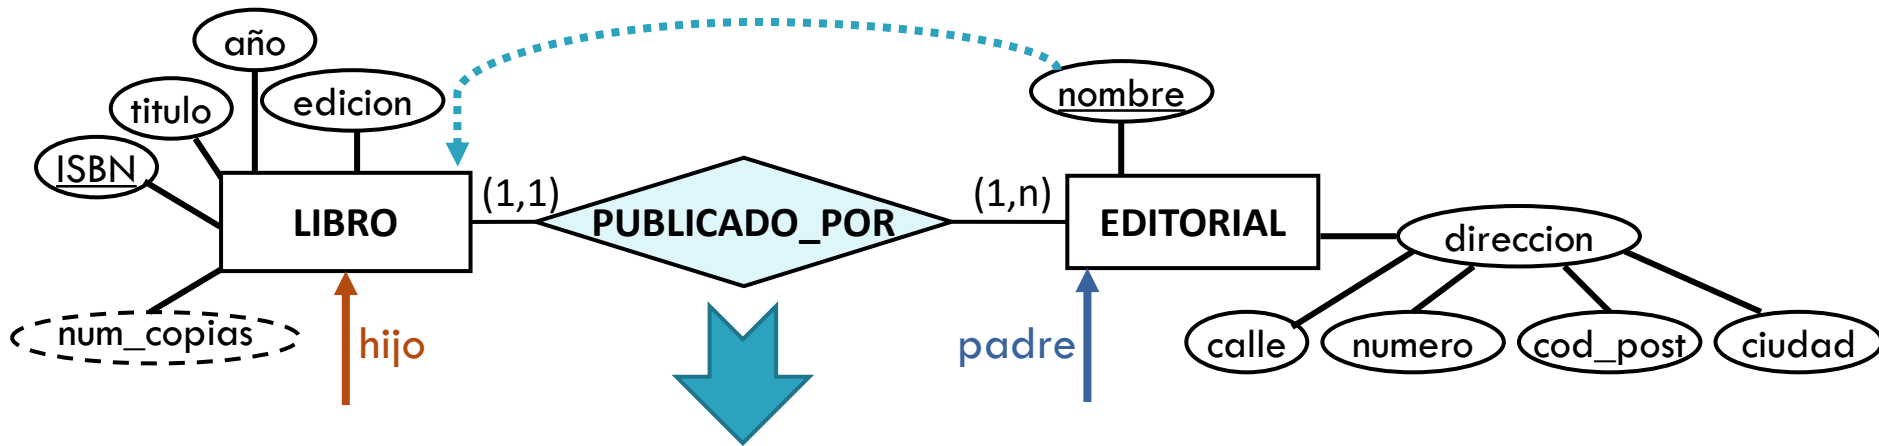 año
titulo
edicion
nombre
ISBN
LIBRO
(1,1)
PUBLICADO_POR
(1,n)
EDITORIAL
direccion
num_copias
hijo
padre
calle
numero
cod_post
ciudad